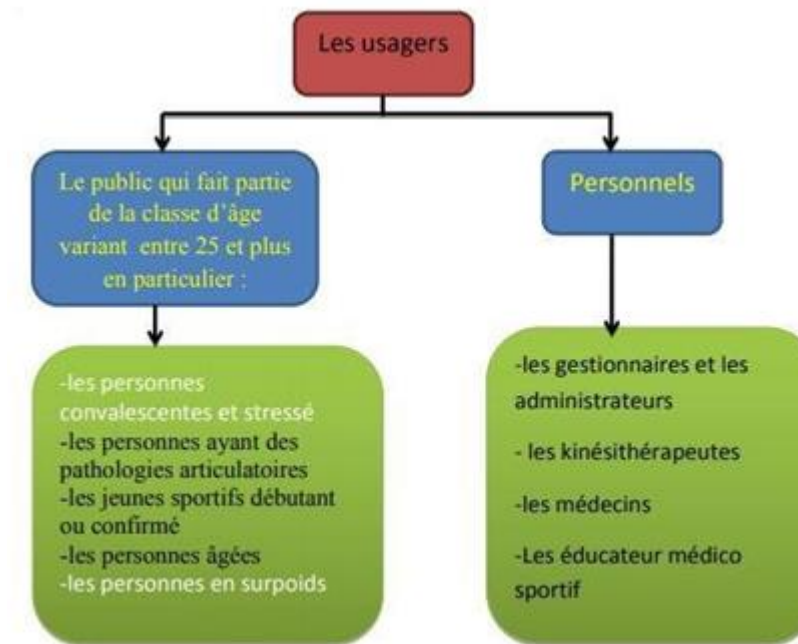 Les usagers
Le public qui fait partie
de la classe d'âge
variant entre 25 et plus
en particulier :
Personnels
-les personnes
convalescentes et stressé
-les personnes ayant des
pathologies articulatoires
-les jeunes sportifs débutant
ou confirmé
-les personnes âgées
-les personnes en surpoids
-les gestionnaires et les
administrateurs
- les kinésithérapeutes
-les médecins
-Les éducateur médico
sportif